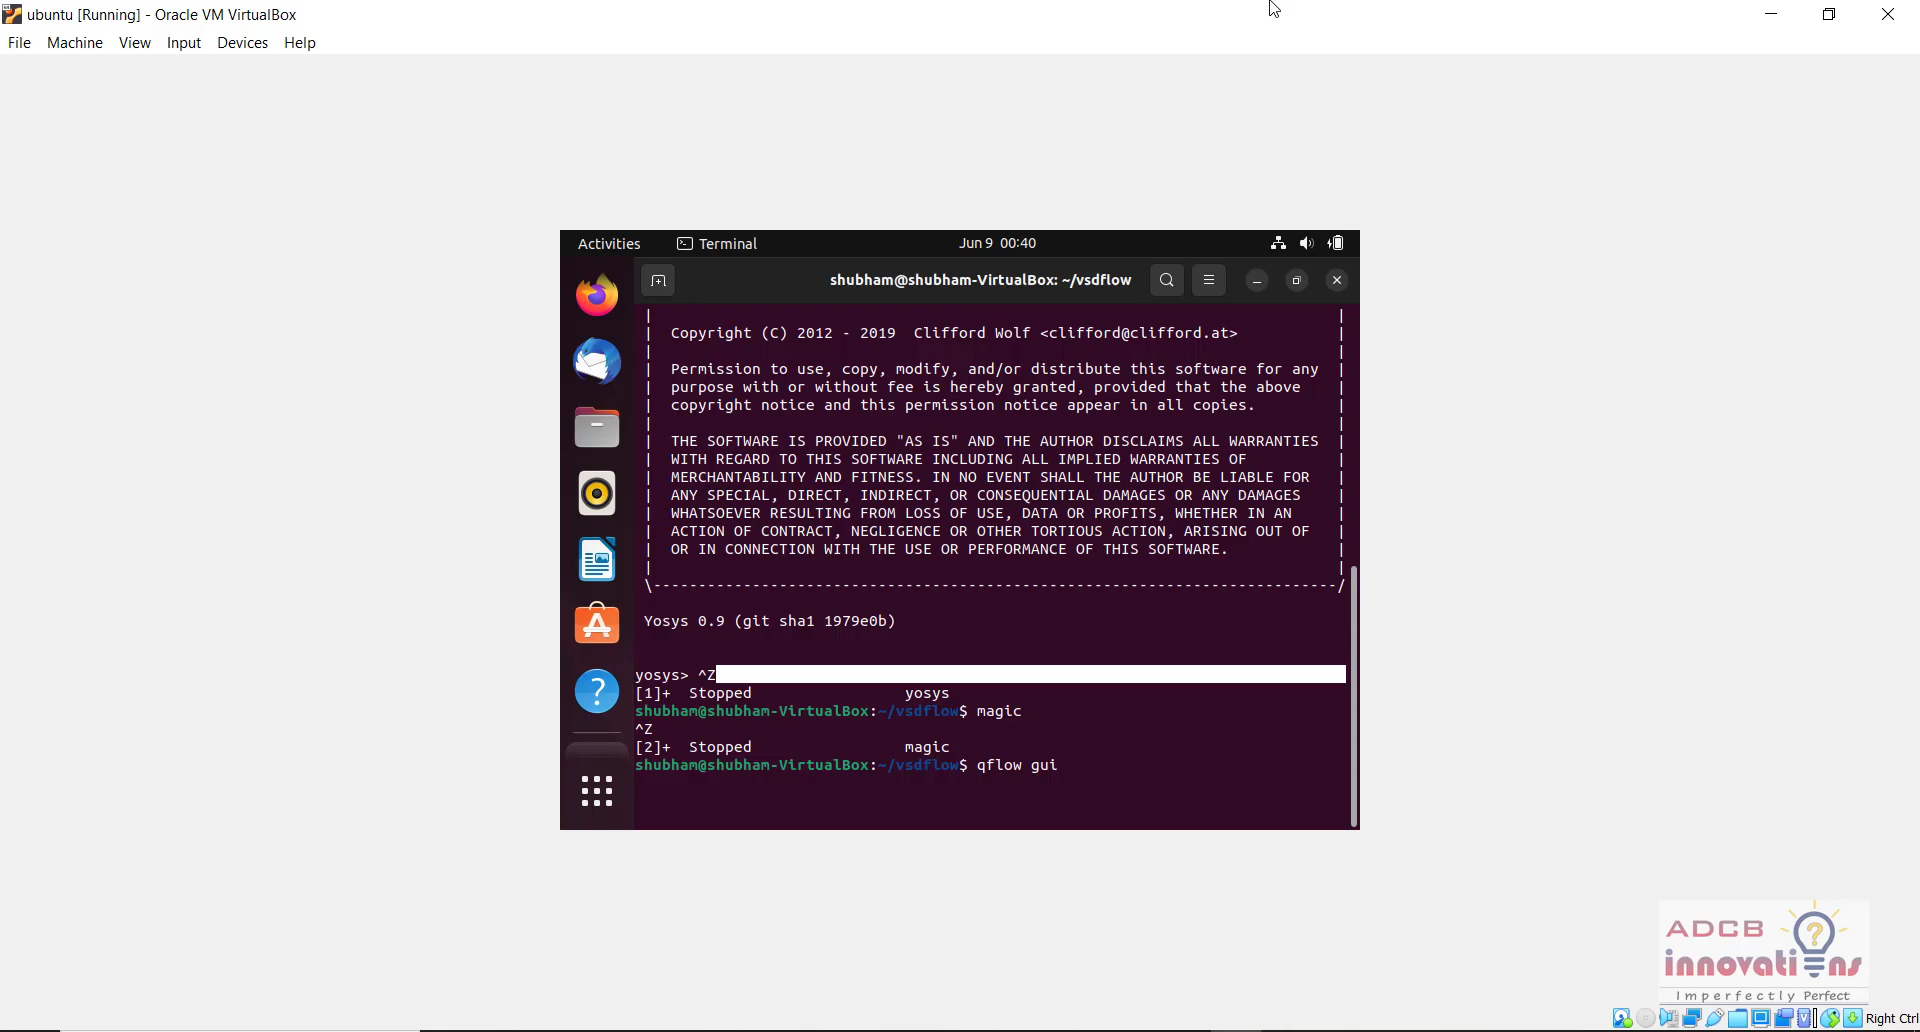 ubuntu [Running] - Oracle VM VirtualBox
File Machine View Input Devices Help
Activities Terminal Jun 9 00:40
shubham@shubham-VirtualBox: ~/vsdflow
| |
| Copyright (C) 2012 - 2019 Clifford Wolf <clifford@clifford.at> |
| |
| Permission to use, copy, modify, and/or distribute this software for any |
| purpose with or without fee is hereby granted, provided that the above |
| copyright notice and this permission notice appear in all copies. |
| |
| THE SOFTWARE IS PROVIDED "AS IS" AND THE AUTHOR DISCLAIMS ALL WARRANTIES |
| WITH REGARD TO THIS SOFTWARE INCLUDING ALL IMPLIED WARRANTIES OF |
| MERCHANTABILITY AND FITNESS. IN NO EVENT SHALL THE AUTHOR BE LIABLE FOR |
| ANY SPECIAL, DIRECT, INDIRECT, OR CONSEQUENTIAL DAMAGES OR ANY DAMAGES |
| WHATSOEVER RESULTING FROM LOSS OF USE, DATA OR PROFITS, WHETHER IN AN |
| ACTION OF CONTRACT, NEGLIGENCE OR OTHER TORTIOUS ACTION, ARISING OUT OF |
| OR IN CONNECTION WITH THE USE OR PERFORMANCE OF THIS SOFTWARE. |
| |
\----------------------------------------------------------------------------/
Yosys 0.9 (git sha1 1979e0b)
yosys> ^Z
[1]+ Stopped yosys
shubham@shubham-VirtualBox:~/vsdflow$ magic
^Z
[2]+ Stopped magic
shubham@shubham-VirtualBox:~/vsdflow$ qflow gui
ADCB
innovations
Imperfectly Perfect
Right Ctrl